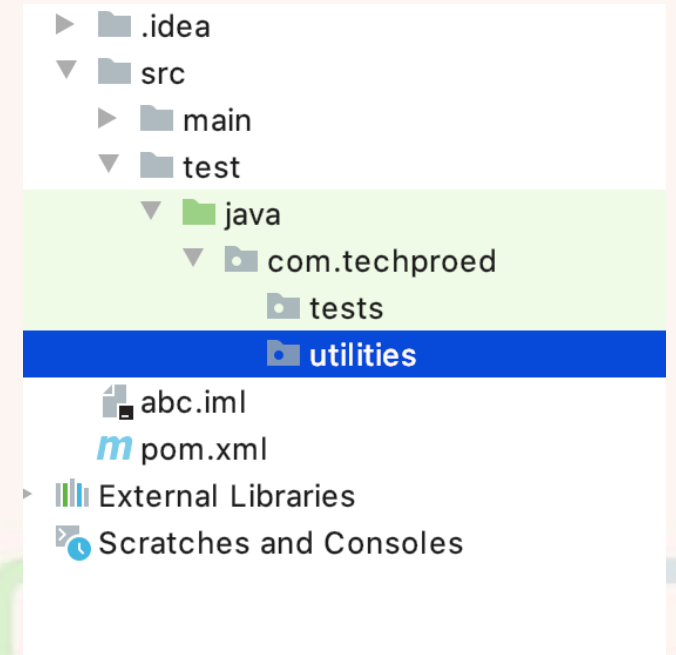 .idea
src
main
test
java
com.techproed
tests
utilities
abc.iml
m pom.xml
External Libraries
Scratches and Consoles